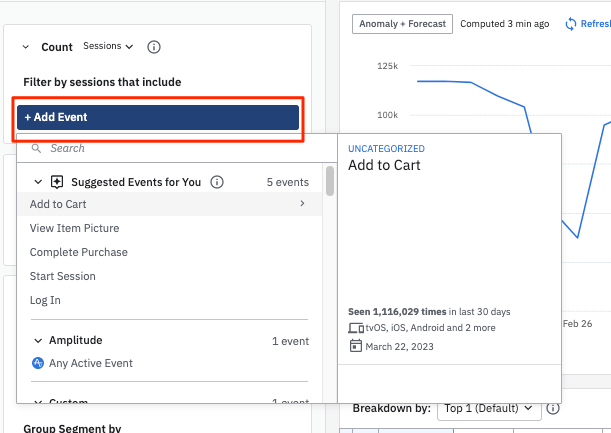 Count Sessions
Filter by sessions that include
+ Add Event
Search
Suggested Events for You 5 events
Add to Cart
View Item Picture
Complete Purchase
Start Session
Log In
Amplitude 1 event
Any Active Event
Custom 1 event
Group Segment by
UNCATEGORIZED
Add to Cart
Seen 1,116,029 times in last 30 days
tvOS, iOS, Android and 2 more
March 22, 2023
Anomaly + Forecast Computed 3 min ago Refres
125k
100k
Feb 26
Breakdown by: Top 1 (Default)